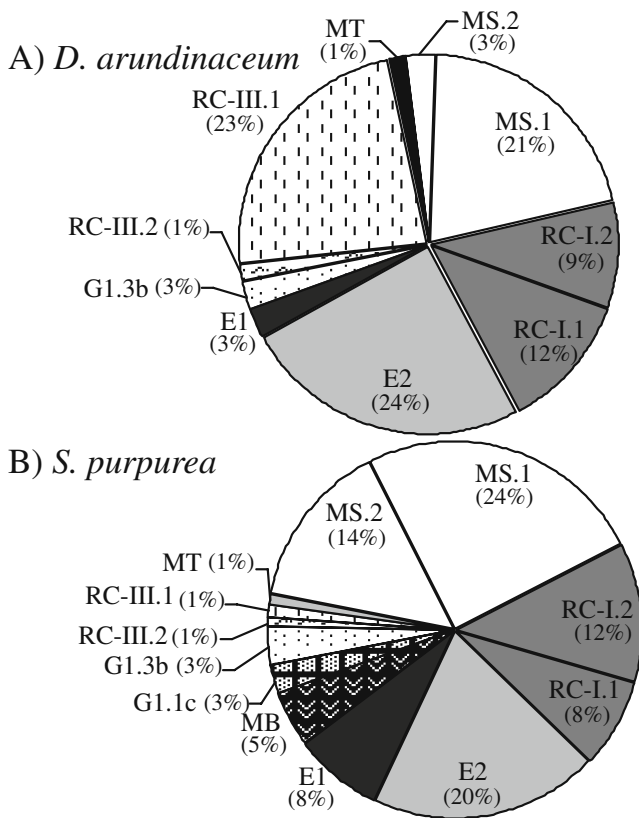 A) D. arundinaceum
MT
(1%)
MS.2
(3%)
RC-III.1
(23%)
MS.1
(21%)
RC-III.2 (1%)
RC-I.2
(9%)
G1.3b (3%)
E1
(3%)
RC-I.1
(12%)
E2
(24%)
B) S. purpurea
MS.1
(24%)
MS.2
(14%)
MT (1%)
RC-III.1 (1%)
RC-III.2 (1%)
G1.3b (3%)
G1.1c (3%)
MB
(5%)
RC-I.2
(12%)
RC-I.1
(8%)
E1
(8%)
E2
(20%)